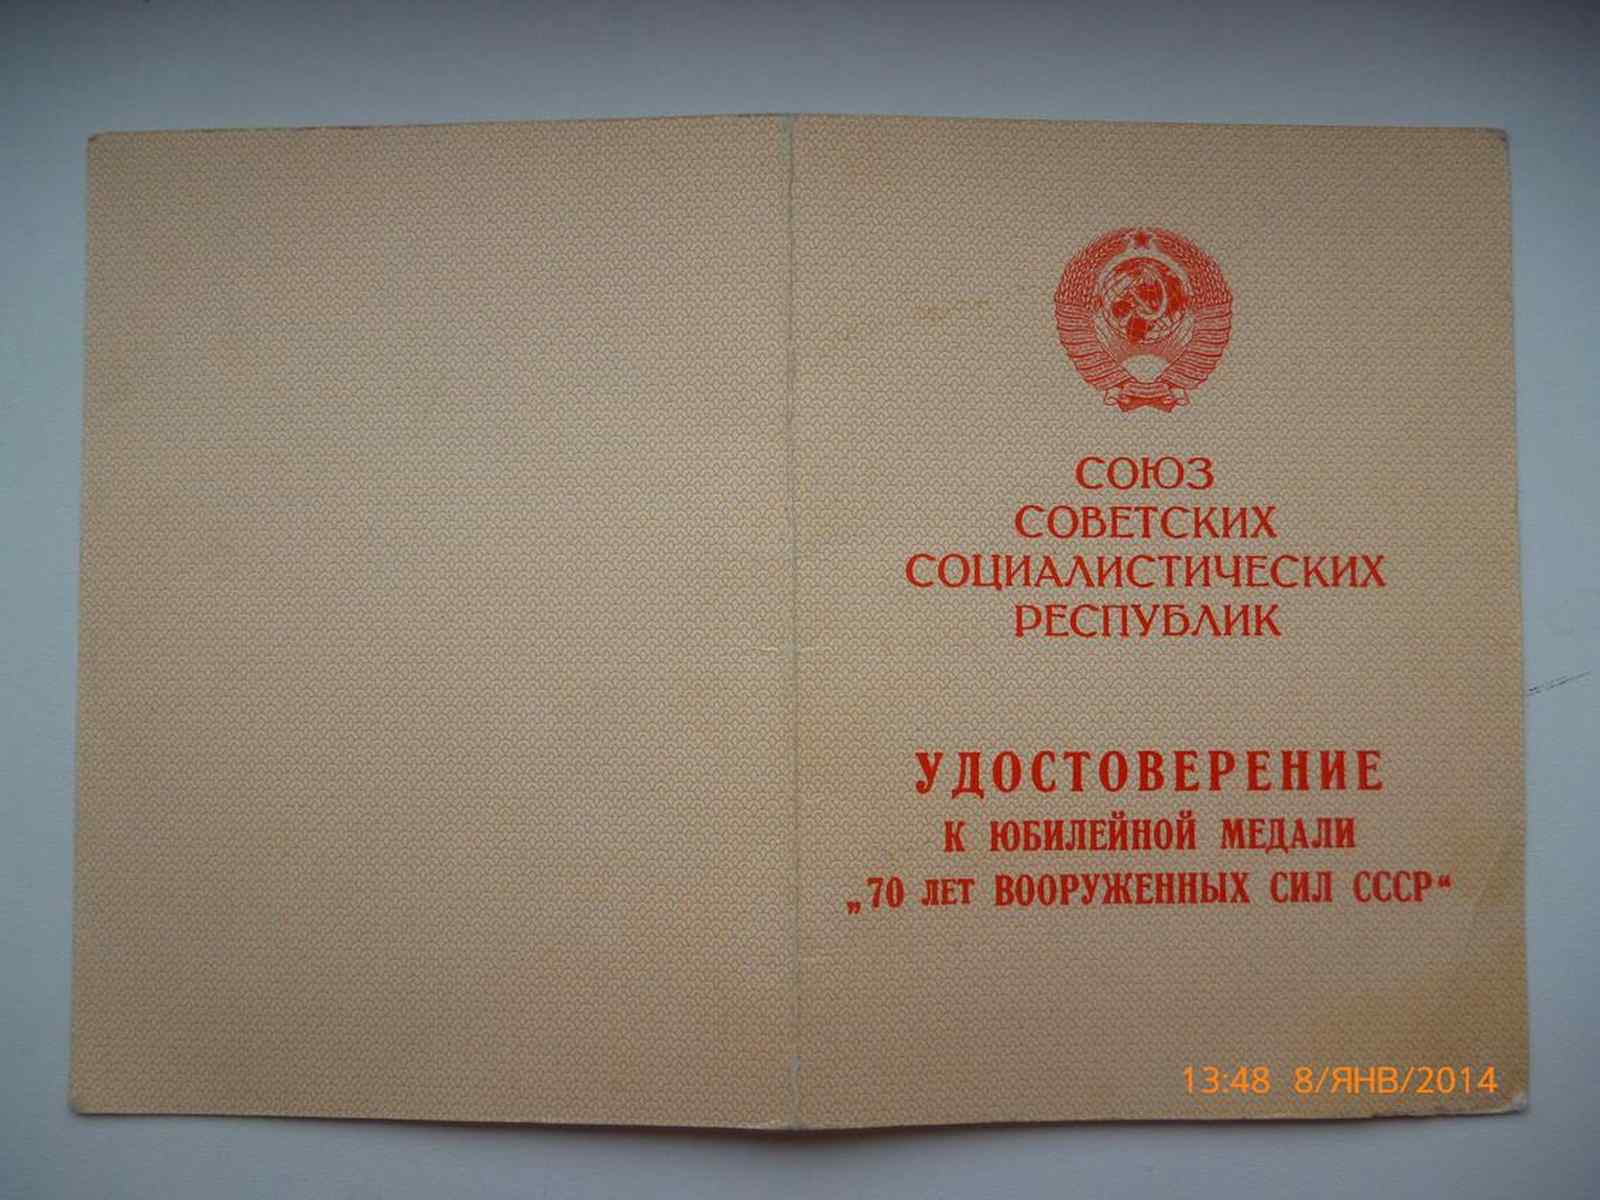 СОЮЗ
СОВЕТСКИХ
СОЦИАЛИСТИЧЕСКИХ
РЕСПУБЛИК
УДОСТОВЕРЕНИЕ
К ЮБИЛЕЙНОЙ МЕДАЛИ
„70 ЛЕТ ВООРУЖЕННЫХ СИЛ СССР“
13:48 8/ЯНВ/2014